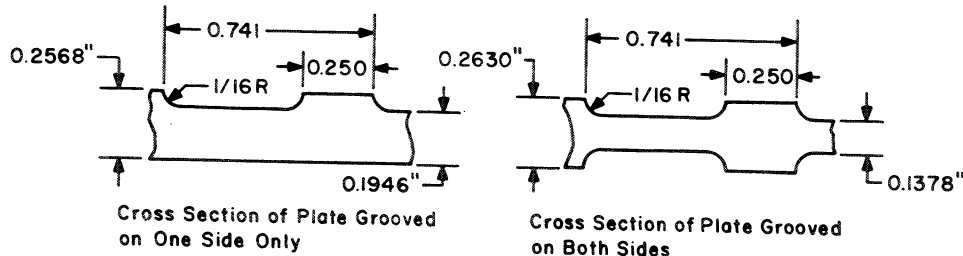 0.741
0.2568"
0.250
1/16 R
0.1946"
Cross Section of Plate Grooved
on One Side Only
0.741
0.2630"
0.250
1/16 R
0.1378"
Cross Section of Plate Grooved
on Both Sides